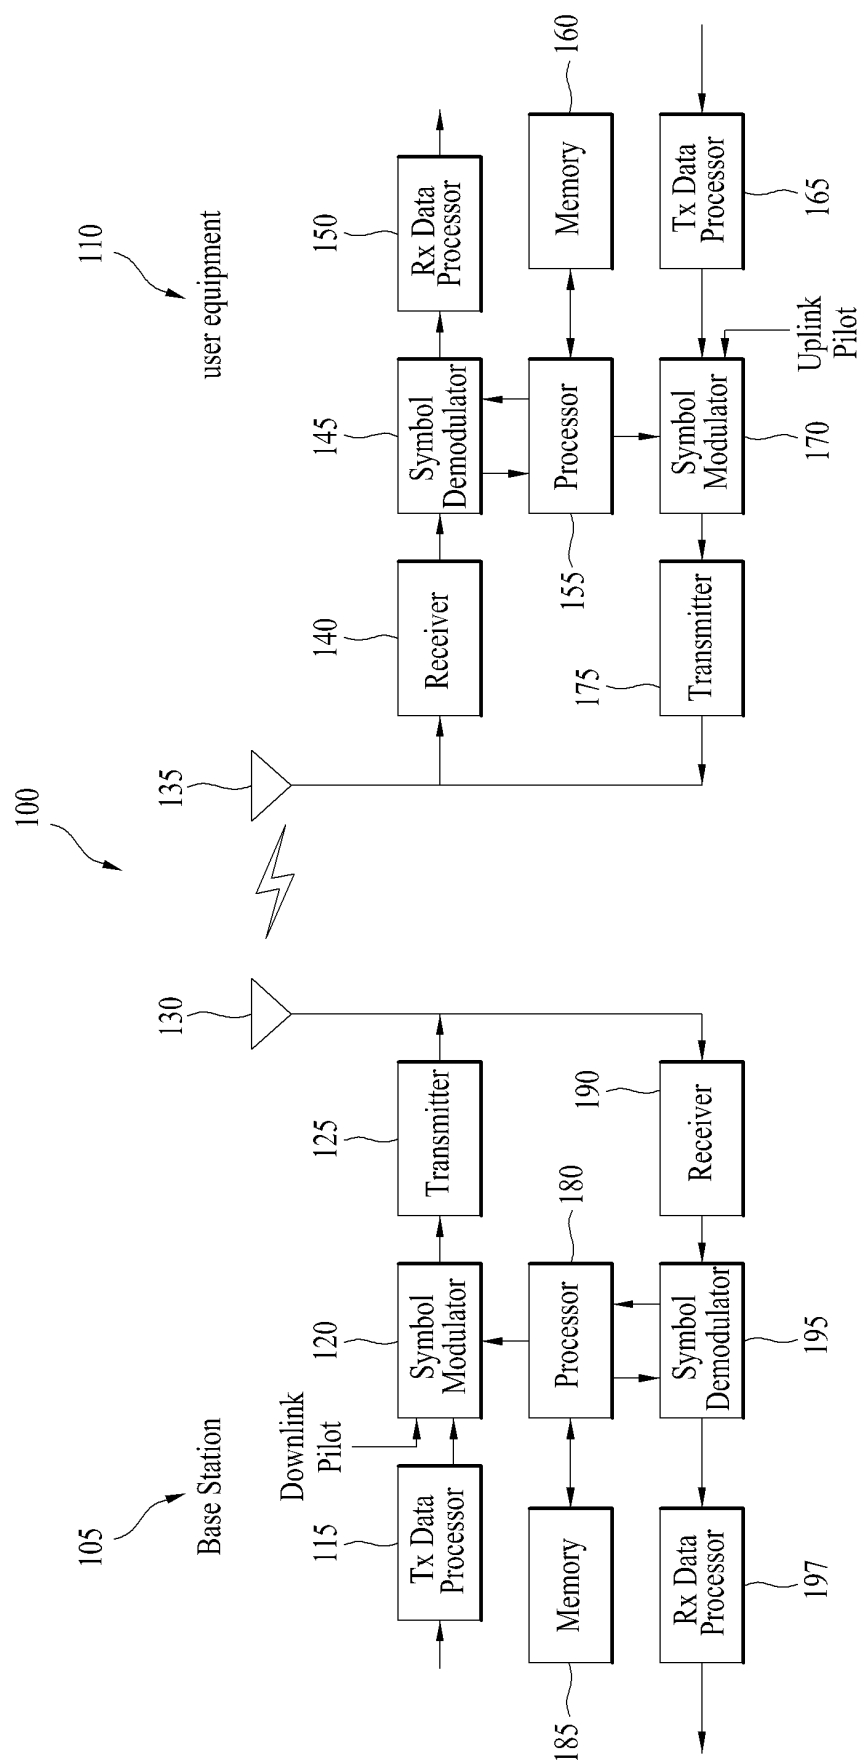 100
105
Base Station
110
user equipment
130
135
Downlink
Pilot
115
Tx Data
Processor
120
Symbol
Modulator
125
Transmitter
140
Receiver
145
Symbol
Demodulator
150
Rx Data
Processor
185
Memory
Processor
180
155
Processor
Memory
160
197
Rx Data
Processor
195
Symbol
Demodulator
190
Receiver
175
Transmitter
170
Symbol
Modulator
Uplink
Pilot
165
Tx Data
Processor